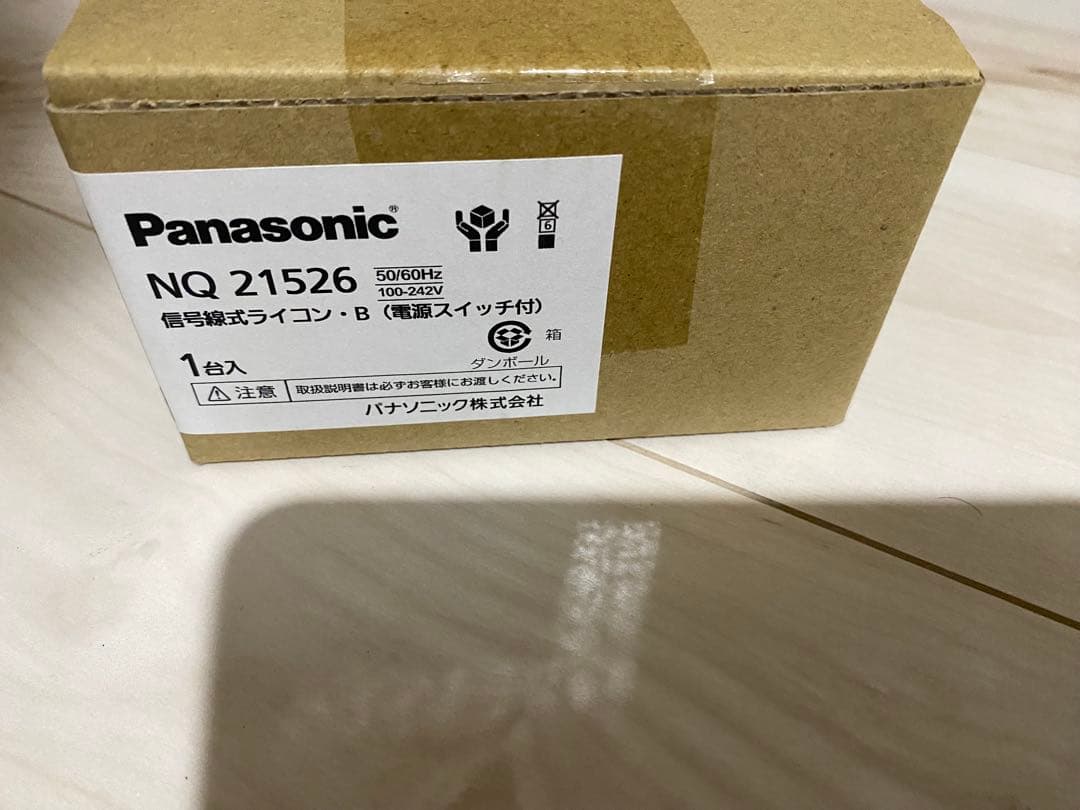 Panasonic®
6
NQ 21526
50/60Hz
100-242V
信号線式ライコン・B（電源スイッチ付）
箱
ダンボール
1台入
注意 取扱説明書は必ずお客様にお渡しください。
パナソニック株式会社